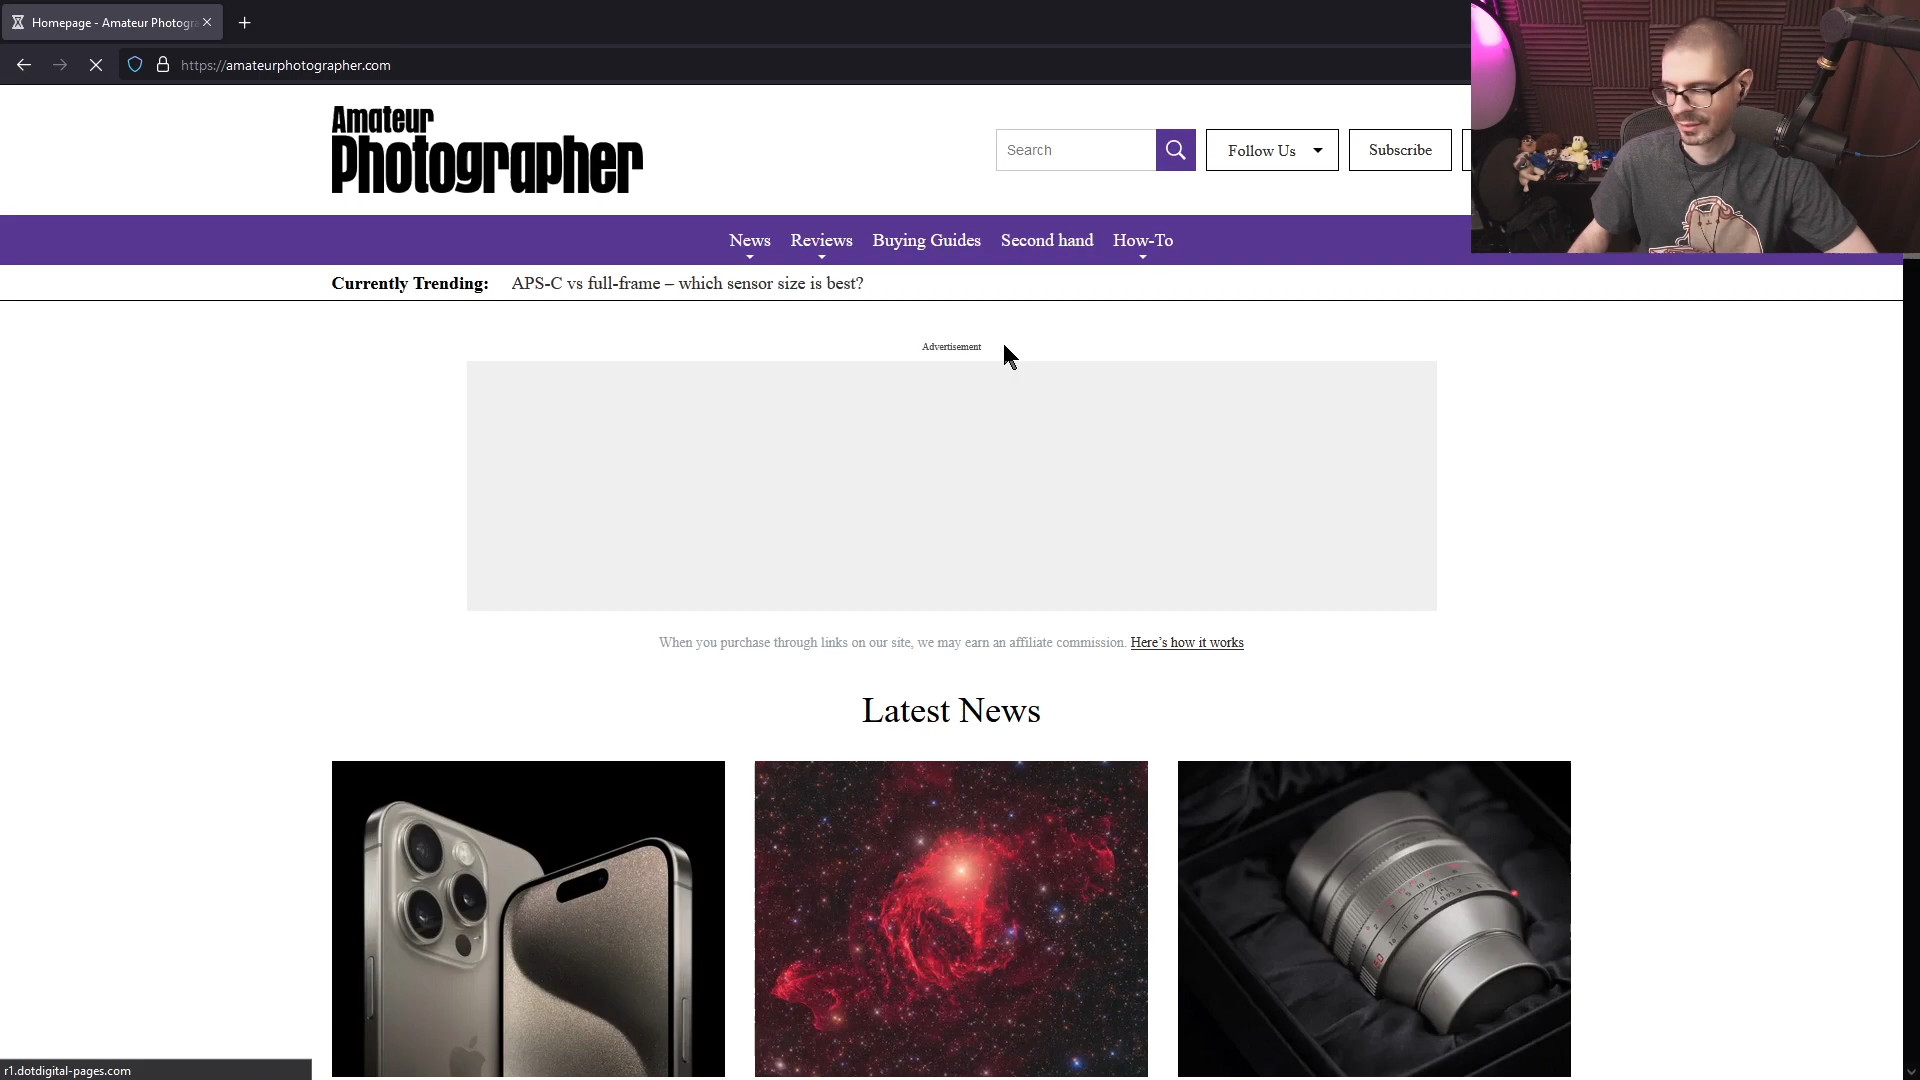 Homepage - Amateur Photogra
https://amateurphotographer.com
Amateur
Photographer
Search
Follow Us
Subscribe
News
Reviews
Buying Guides
Second hand
How-To
Currently Trending:
APS-C vs full-frame – which sensor size is best?
Advertisement
When you purchase through links on our site, we may earn an affiliate commission. Here’s how it works
Latest News
r1.dotdigital-pages.com